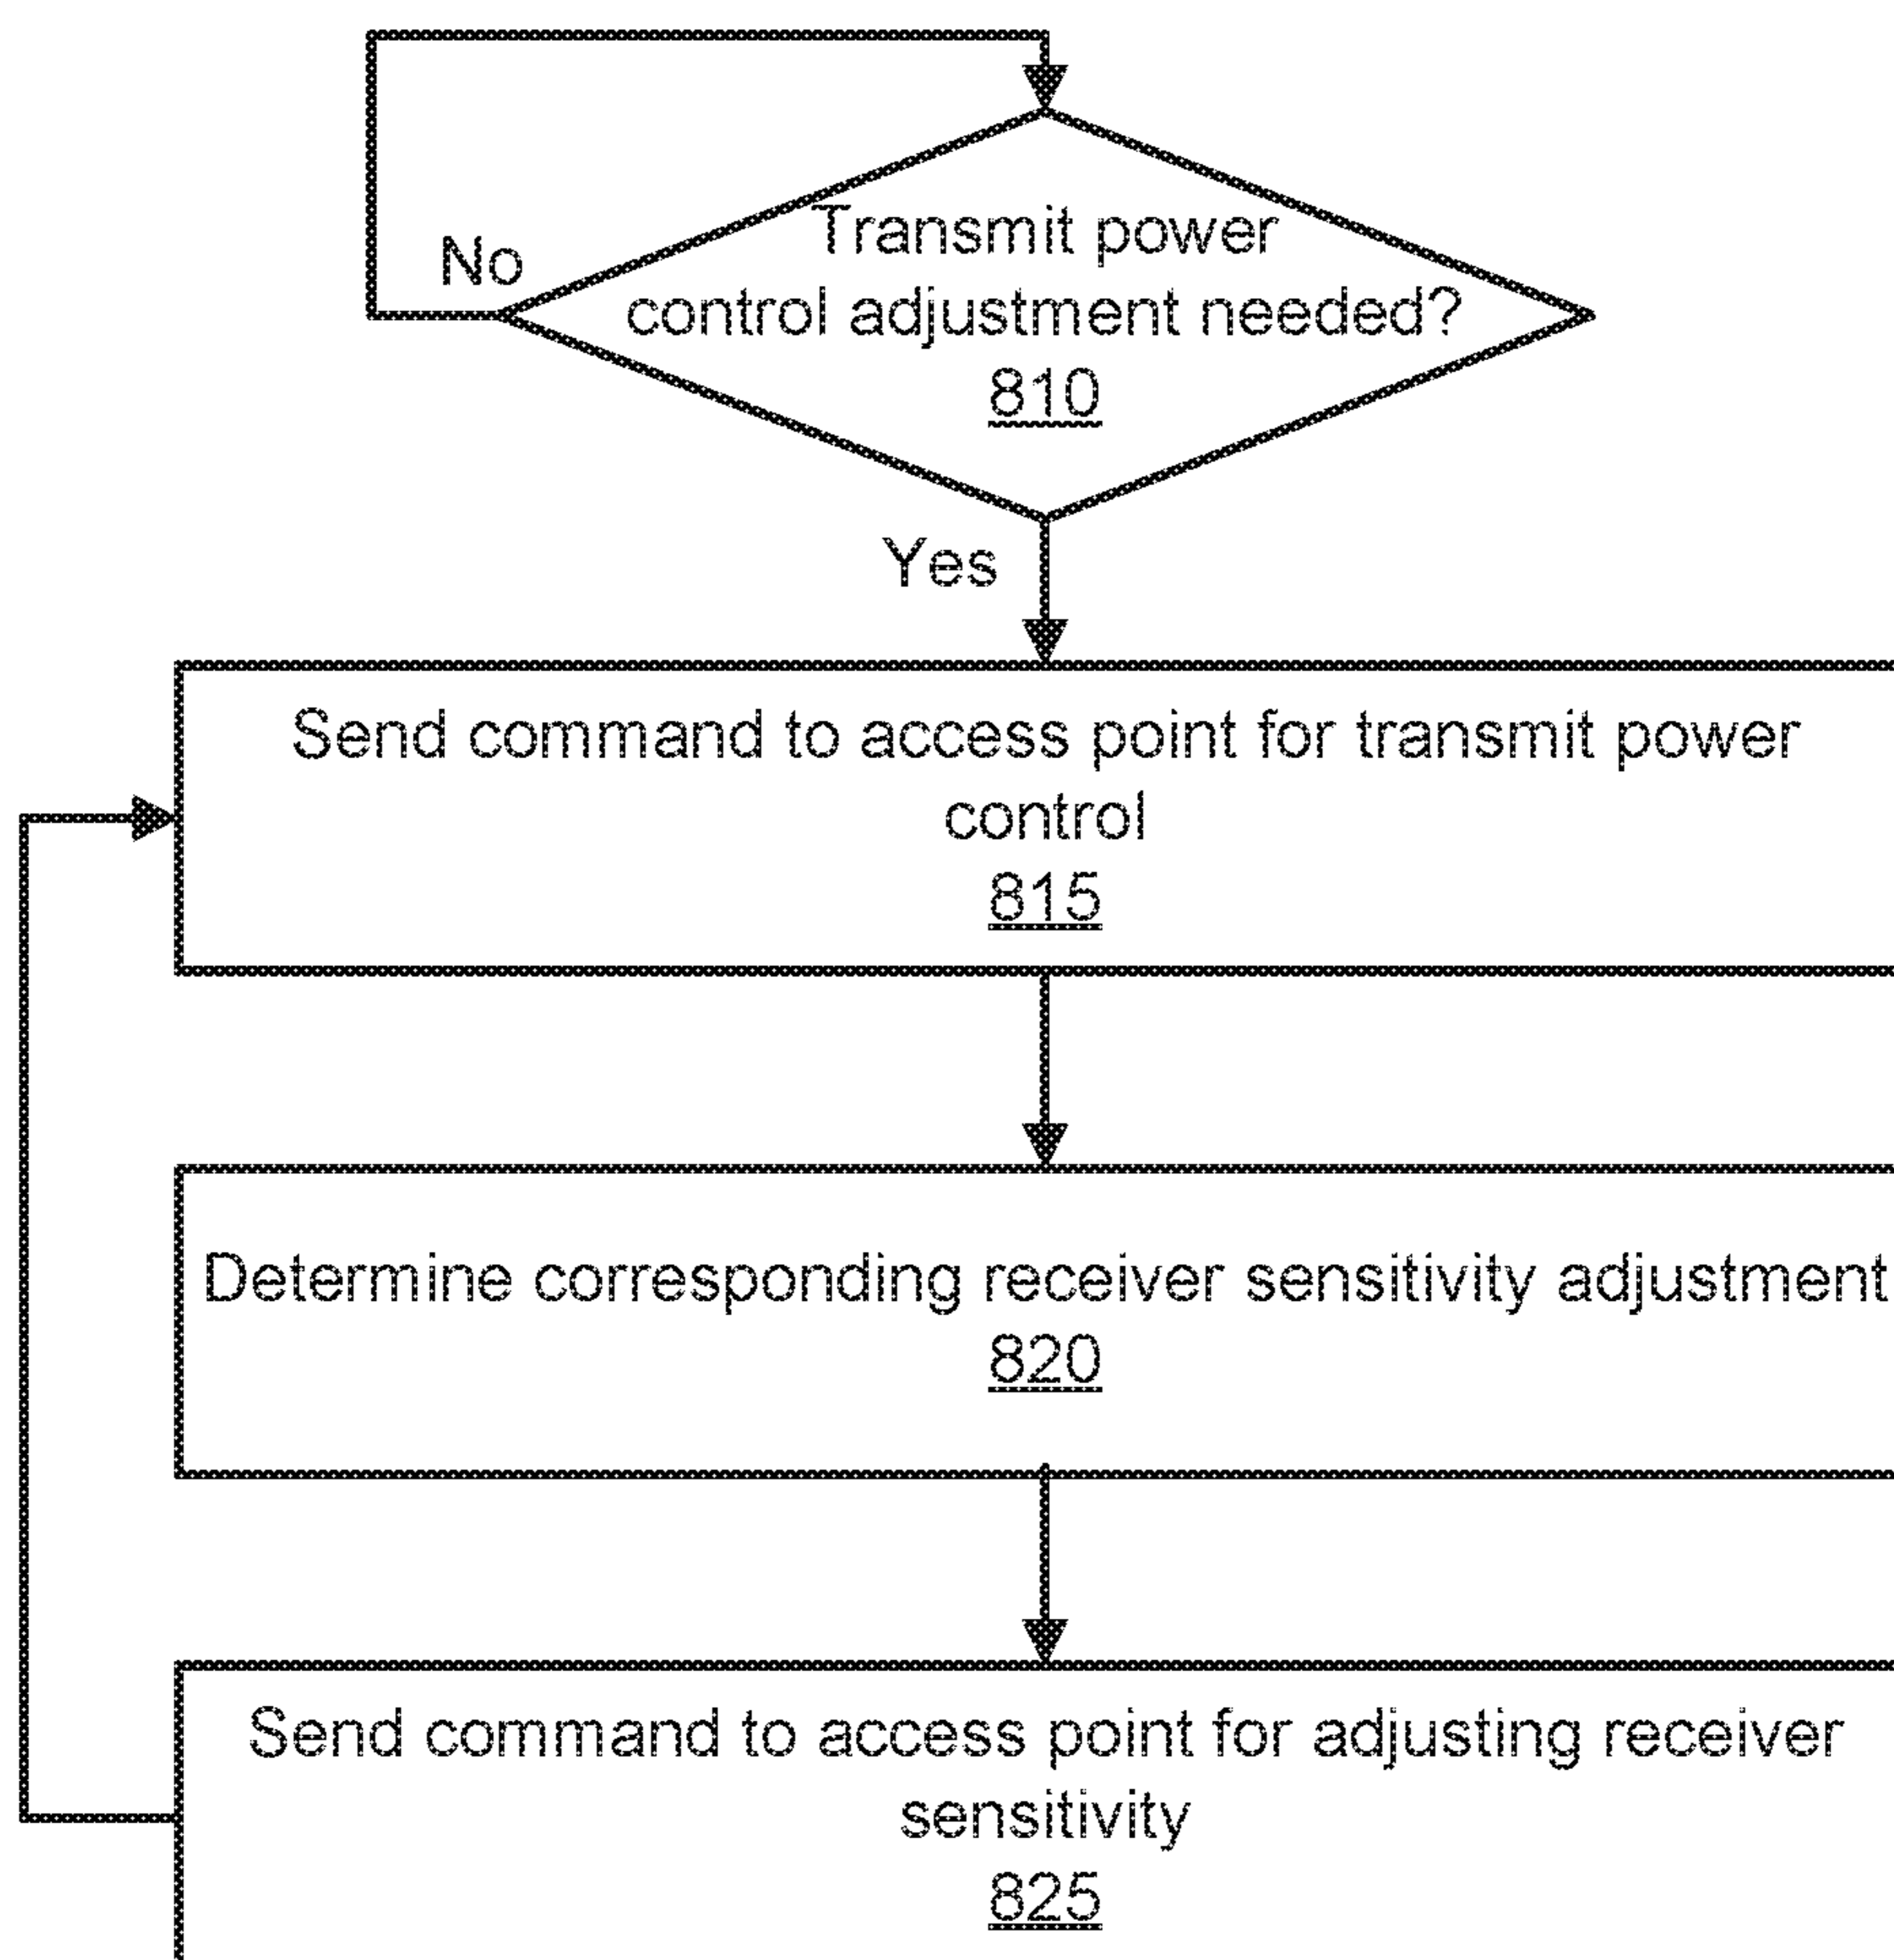 Transmit power
No
control adjustment needed?
810
Yes
Send command to access point for transmit power
control
815
Determine corresponding receiver sensitivity adjustment
820
Send command to access point for adjusting receiver
sensitivity
825